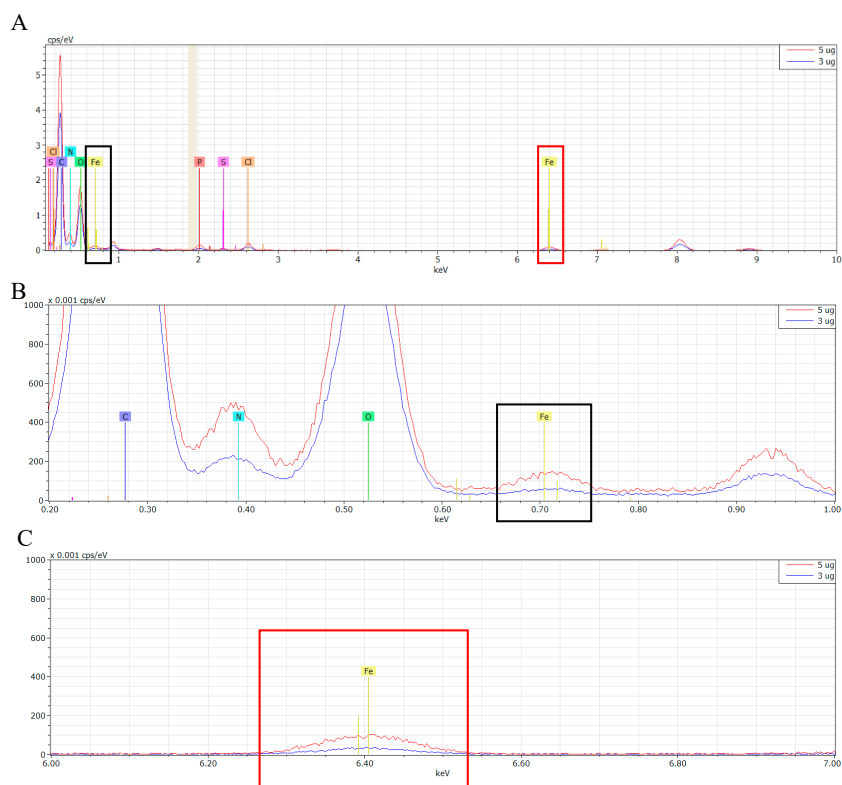 A
cps/eV
5 ug
3 ug
5
4
3
2
1
0
Cl N
S C O Fe P S Cl Fe
1 2 3 4 5 6 7 8 9 10
keV
B
x 0.001 cps/eV
5 ug
3 ug
1000
800
600
400
200
0
C N O Fe
0.20 0.30 0.40 0.50 0.60 0.70 0.80 0.90 1.00
keV
C
x 0.001 cps/eV
5 ug
3 ug
1000
800
600
400
200
0
Fe
6.00 6.20 6.40 6.60 6.80 7.00
keV